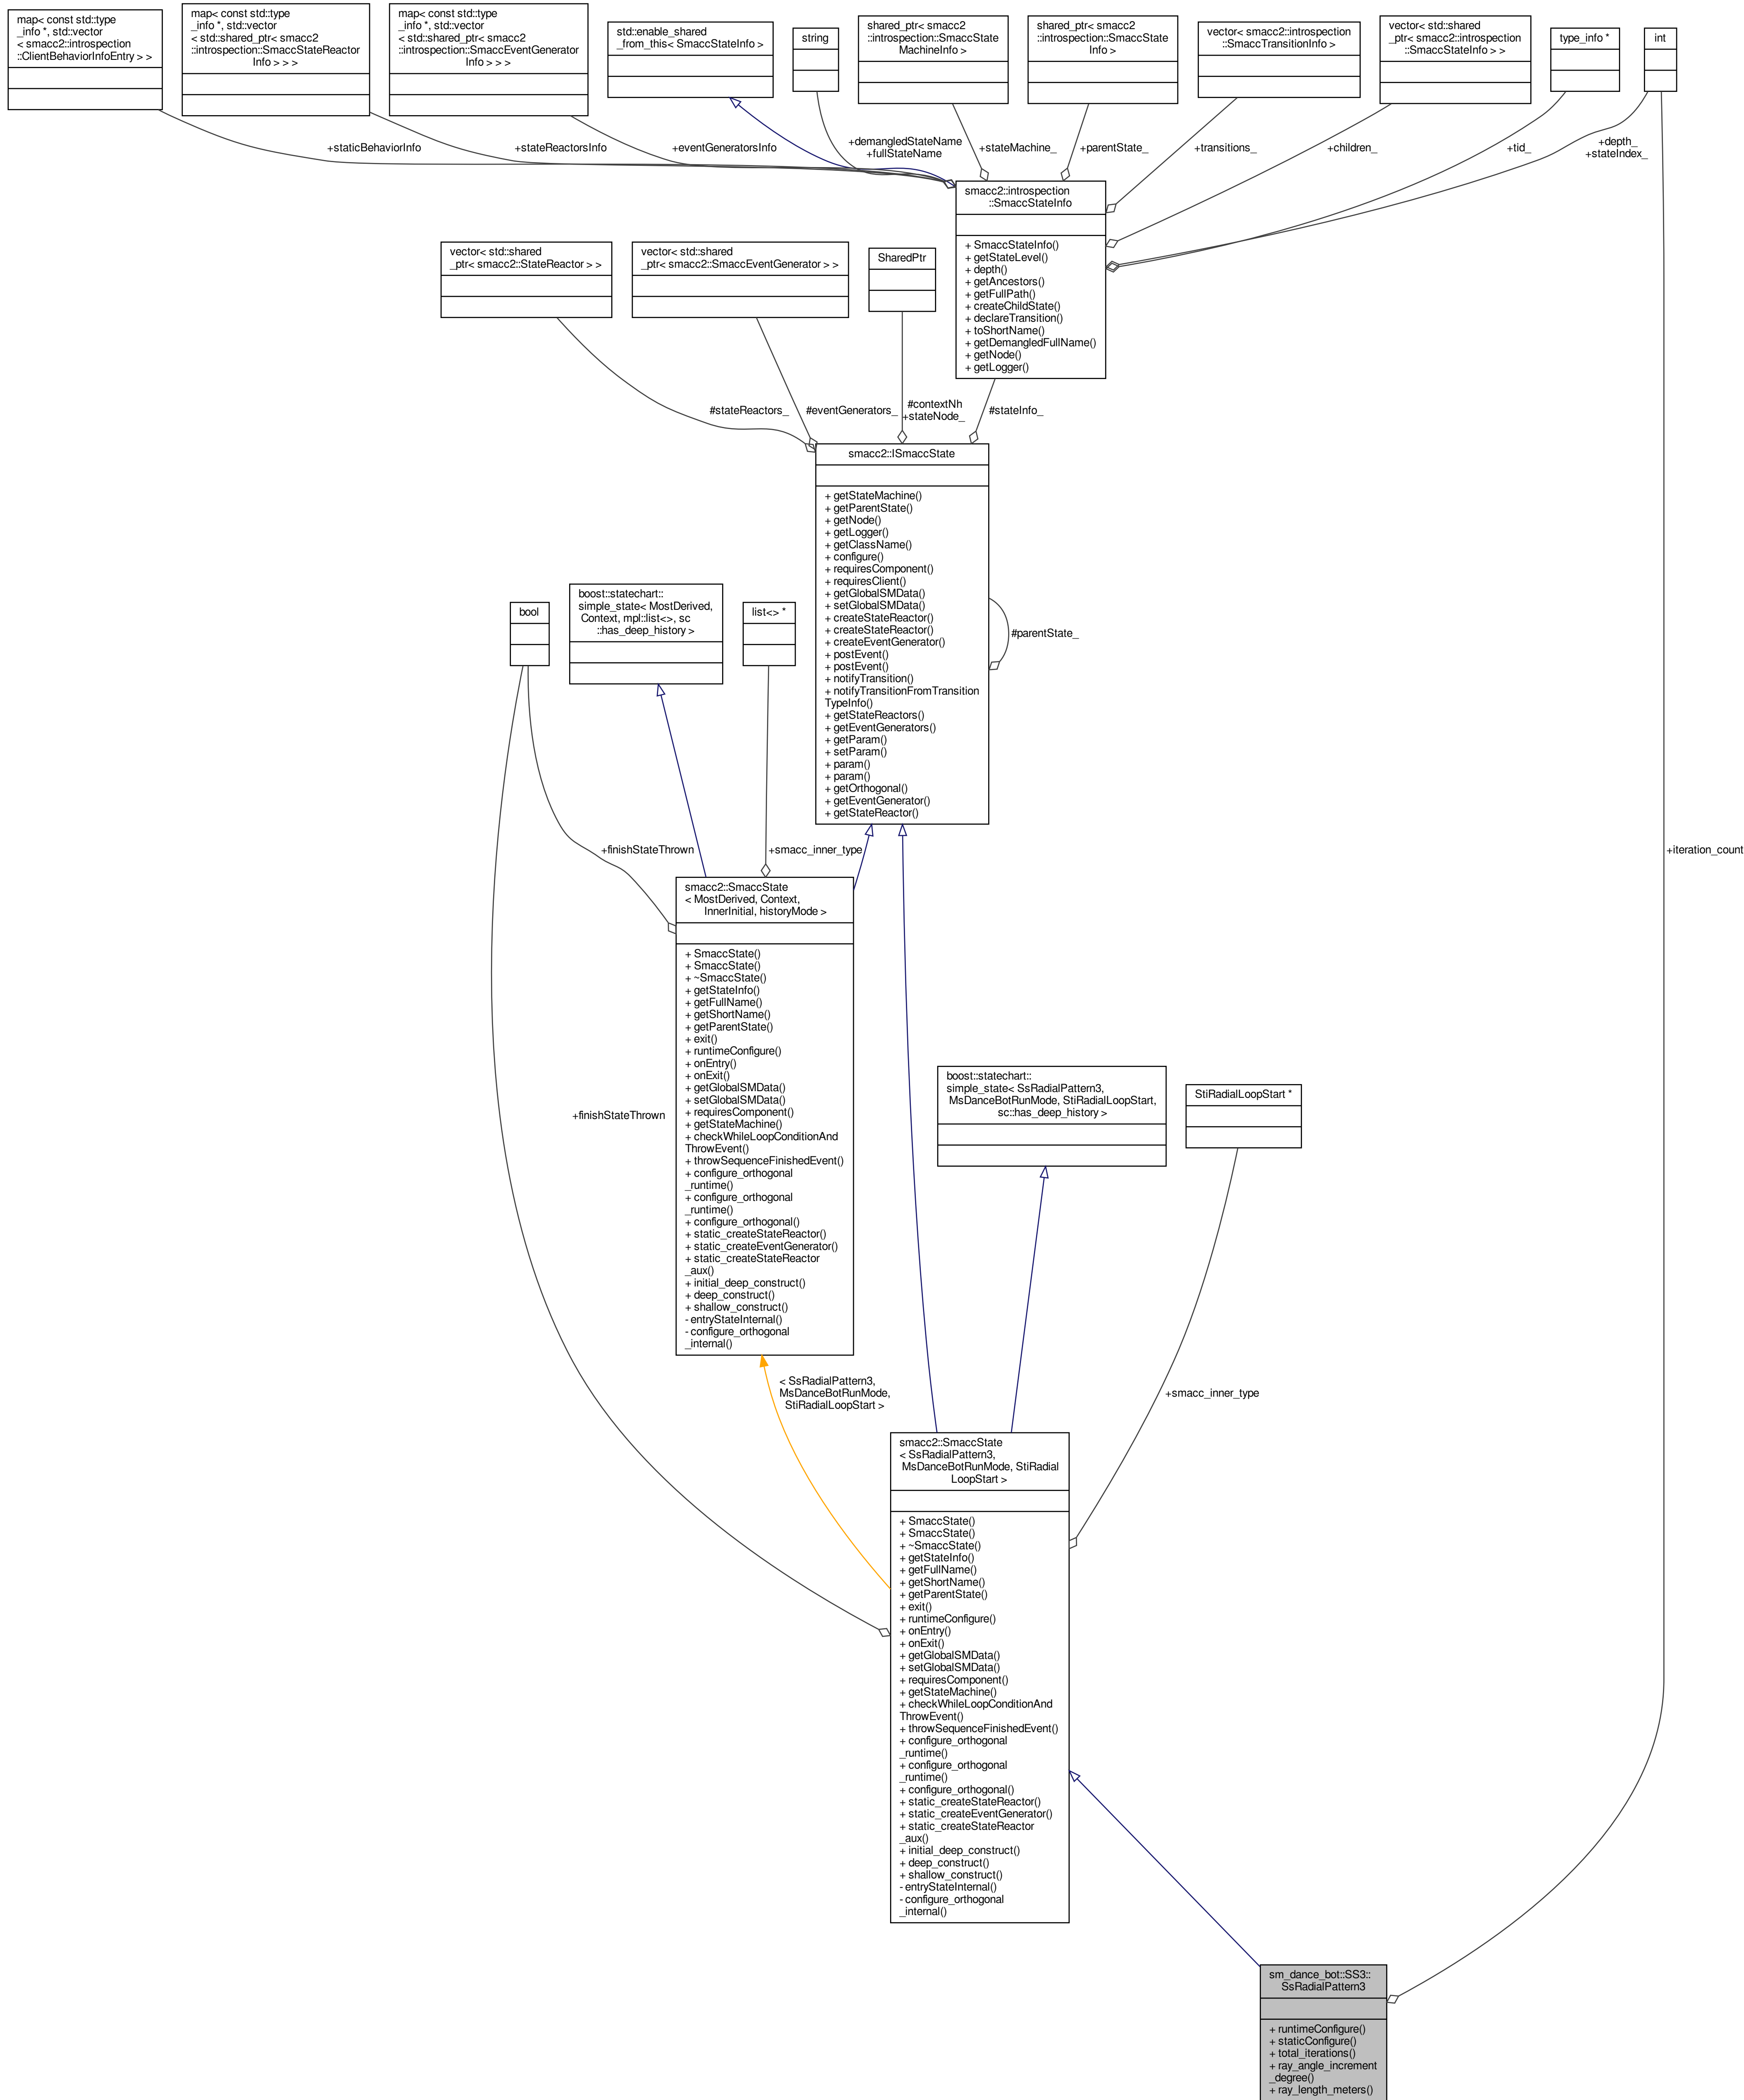 map< const std::type
_info *, std::vector
< smacc2::introspection
::ClientBehaviorInfoEntry > >
map< const std::type
_info *, std::vector
< std::shared_ptr< smacc2
::introspection::SmaccStateReactor
Info > > >
map< const std::type
_info *, std::vector
< std::shared_ptr< smacc2
::introspection::SmaccEventGenerator
Info > > >
std::enable_shared
_from_this< SmaccStateInfo >
string
shared_ptr< smacc2
::introspection::SmaccState
MachineInfo >
shared_ptr< smacc2
::introspection::SmaccState
Info >
vector< smacc2::introspection
::SmaccTransitionInfo >
vector< std::shared
_ptr< smacc2::introspection
::SmaccStateInfo > >
type_info *
int
+staticBehaviorInfo
+stateReactorsInfo
+eventGeneratorsInfo
+demangledStateName
+fullStateName
+stateMachine_
+parentState_
+transitions_
+children_
+tid_
+depth_
+stateIndex_
smacc2::introspection
::SmaccStateInfo
+ SmaccStateInfo()
+ getStateLevel()
+ depth()
+ getAncestors()
+ getFullPath()
+ createChildState()
+ declareTransition()
+ toShortName()
+ getDemangledFullName()
+ getNode()
+ getLogger()
vector< std::shared
_ptr< smacc2::StateReactor > >
vector< std::shared
_ptr< smacc2::SmaccEventGenerator > >
SharedPtr
#stateReactors_
#eventGenerators_
#contextNh
+stateNode_
#stateInfo_
smacc2::ISmaccState
+ getStateMachine()
+ getParentState()
+ getNode()
+ getLogger()
+ getClassName()
+ configure()
+ requiresComponent()
+ requiresClient()
+ getGlobalSMData()
+ setGlobalSMData()
+ createStateReactor()
+ createStateReactor()
+ createEventGenerator()
+ postEvent()
+ postEvent()
+ notifyTransition()
+ notifyTransitionFromTransition
TypeInfo()
+ getStateReactors()
+ getEventGenerators()
+ getParam()
+ setParam()
+ param()
+ param()
+ getOrthogonal()
+ getEventGenerator()
+ getStateReactor()
#parentState_
bool
boost::statechart::
simple_state< MostDerived,
Context, mpl::list<>, sc
::has_deep_history >
list<> *
+finishStateThrown
+smacc_inner_type
+iteration_count
smacc2::SmaccState
< MostDerived, Context,
InnerInitial, historyMode >
+ SmaccState()
+ SmaccState()
+ ~SmaccState()
+ getStateInfo()
+ getFullName()
+ getShortName()
+ getParentState()
+ exit()
+ runtimeConfigure()
+ onEntry()
+ onExit()
+ getGlobalSMData()
+ setGlobalSMData()
+ requiresComponent()
+ getStateMachine()
+ checkWhileLoopConditionAnd
ThrowEvent()
+ throwSequenceFinishedEvent()
+ configure_orthogonal
_runtime()
+ configure_orthogonal
_runtime()
+ configure_orthogonal()
+ static_createStateReactor()
+ static_createEventGenerator()
+ static_createStateReactor
_aux()
+ initial_deep_construct()
+ deep_construct()
+ shallow_construct()
- entryStateInternal()
- configure_orthogonal
_internal()
+finishStateThrown
boost::statechart::
simple_state< SsRadialPattern3,
MsDanceBotRunMode, StiRadialLoopStart,
sc::has_deep_history >
StiRadialLoopStart *
< SsRadialPattern3,
MsDanceBotRunMode,
StiRadialLoopStart >
+smacc_inner_type
smacc2::SmaccState
< SsRadialPattern3,
MsDanceBotRunMode, StiRadial
LoopStart >
+ SmaccState()
+ SmaccState()
+ ~SmaccState()
+ getStateInfo()
+ getFullName()
+ getShortName()
+ getParentState()
+ exit()
+ runtimeConfigure()
+ onEntry()
+ onExit()
+ getGlobalSMData()
+ setGlobalSMData()
+ requiresComponent()
+ getStateMachine()
+ checkWhileLoopConditionAnd
ThrowEvent()
+ throwSequenceFinishedEvent()
+ configure_orthogonal
_runtime()
+ configure_orthogonal
_runtime()
+ configure_orthogonal()
+ static_createStateReactor()
+ static_createEventGenerator()
+ static_createStateReactor
_aux()
+ initial_deep_construct()
+ deep_construct()
+ shallow_construct()
- entryStateInternal()
- configure_orthogonal
_internal()
sm_dance_bot::SS3::
SsRadialPattern3
+ runtimeConfigure()
+ staticConfigure()
+ total_iterations()
+ ray_angle_increment
_degree()
+ ray_length_meters()